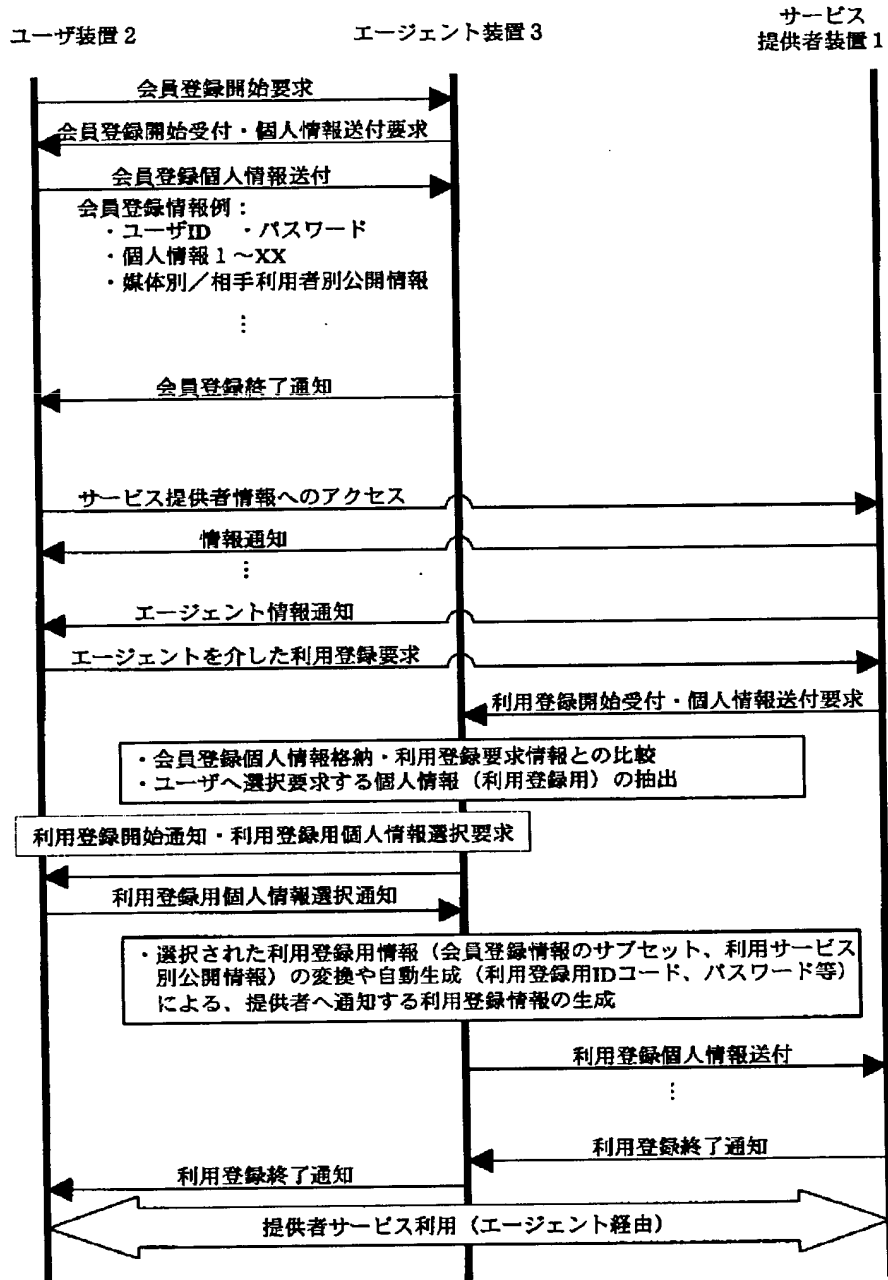 ユーザ装置2
エージェント装置3
サービス
提供者装置1
会員登録開始要求
会員登録開始受付・個人情報送付要求
会員登録個人情報送付
会員登録情報例：
・ユーザID ・パスワード
・個人情報1～XX
・媒体別／相手利用者別公開情報
⋮
会員登録終了通知
サービス提供者情報へのアクセス
情報通知
⋮
エージェント情報通知
エージェントを介した利用登録要求
利用登録開始受付・個人情報送付要求
・会員登録個人情報格納・利用登録要求情報との比較
・ユーザへ選択要求する個人情報（利用登録用）の抽出
利用登録開始通知・利用登録用個人情報選択要求
利用登録用個人情報選択通知
・選択された利用登録用情報（会員登録情報のサブセット、利用サービス
別公開情報）の変換や自動生成（利用登録用IDコード、パスワード等）
による、提供者へ通知する利用登録情報の生成
利用登録個人情報送付
⋮
利用登録終了通知
利用登録終了通知
提供者サービス利用（エージェント経由）